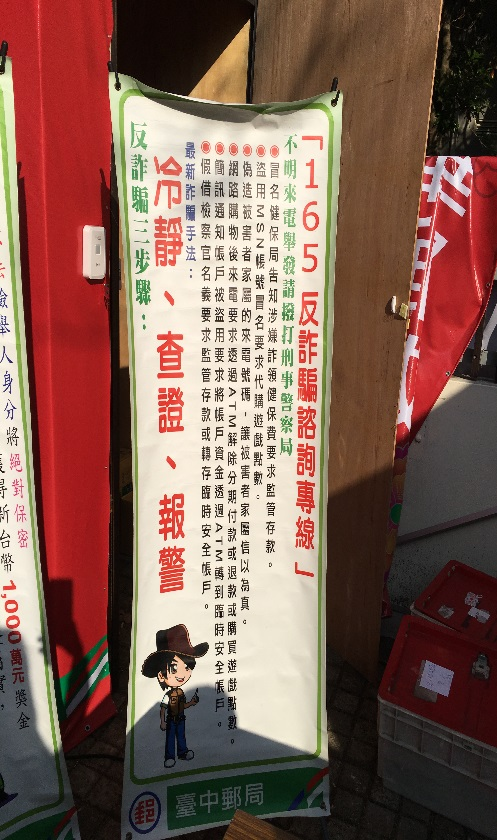 「165 反詐騙諮詢專線」
不明來電舉發請撥打刑事警察局
◉冒名健保局告知涉嫌詐領健保費要求監管存款。
◉盜用MSN帳號冒名要求代購遊戲點數。
◉偽造被害者家屬的來電號碼，讓被害者家屬信以為真。
◉網路購物後來電要求透過ATM解除分期付款或退款或購買遊戲點數。
◉簡訊通知帳戶被盜用要求將帳戶資金透過ATM轉到臨時安全帳戶。
◉假借檢察官名義要求監管存款或轉存臨時安全帳戶。
最新詐騙手法：
冷靜、查證、報警
反詐騙三步驟：
郵 臺中郵局
檢舉人身分將絕對保密
得新台幣1,000萬元獎金